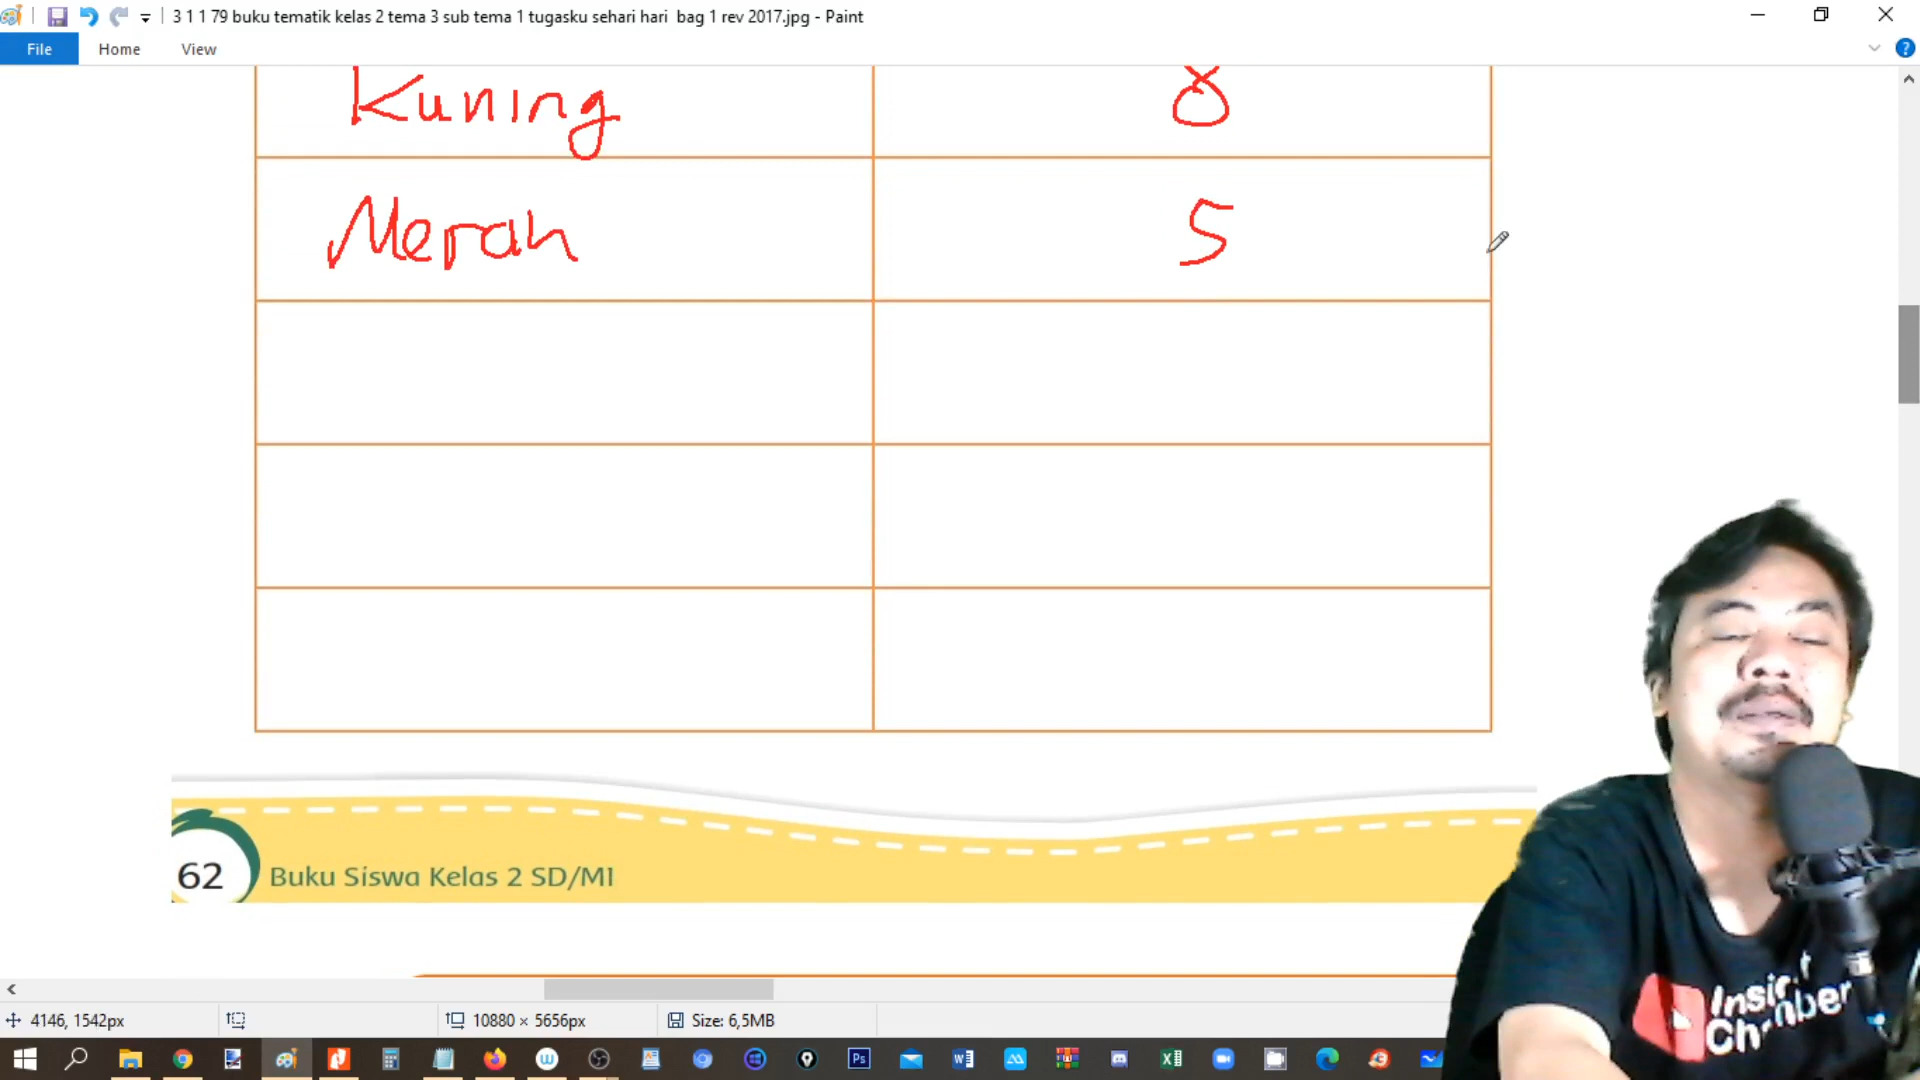 3 1 1 79 buku tematik kelas 2 tema 3 sub tema 1 tugasku sehari hari bag 1 rev 2017.jpg - Paint
File Home View
Kuning 8
Merah 5
62 Buku Siswa Kelas 2 SD/MI
4146, 1542px 10880 × 5656px Size: 6,5MB